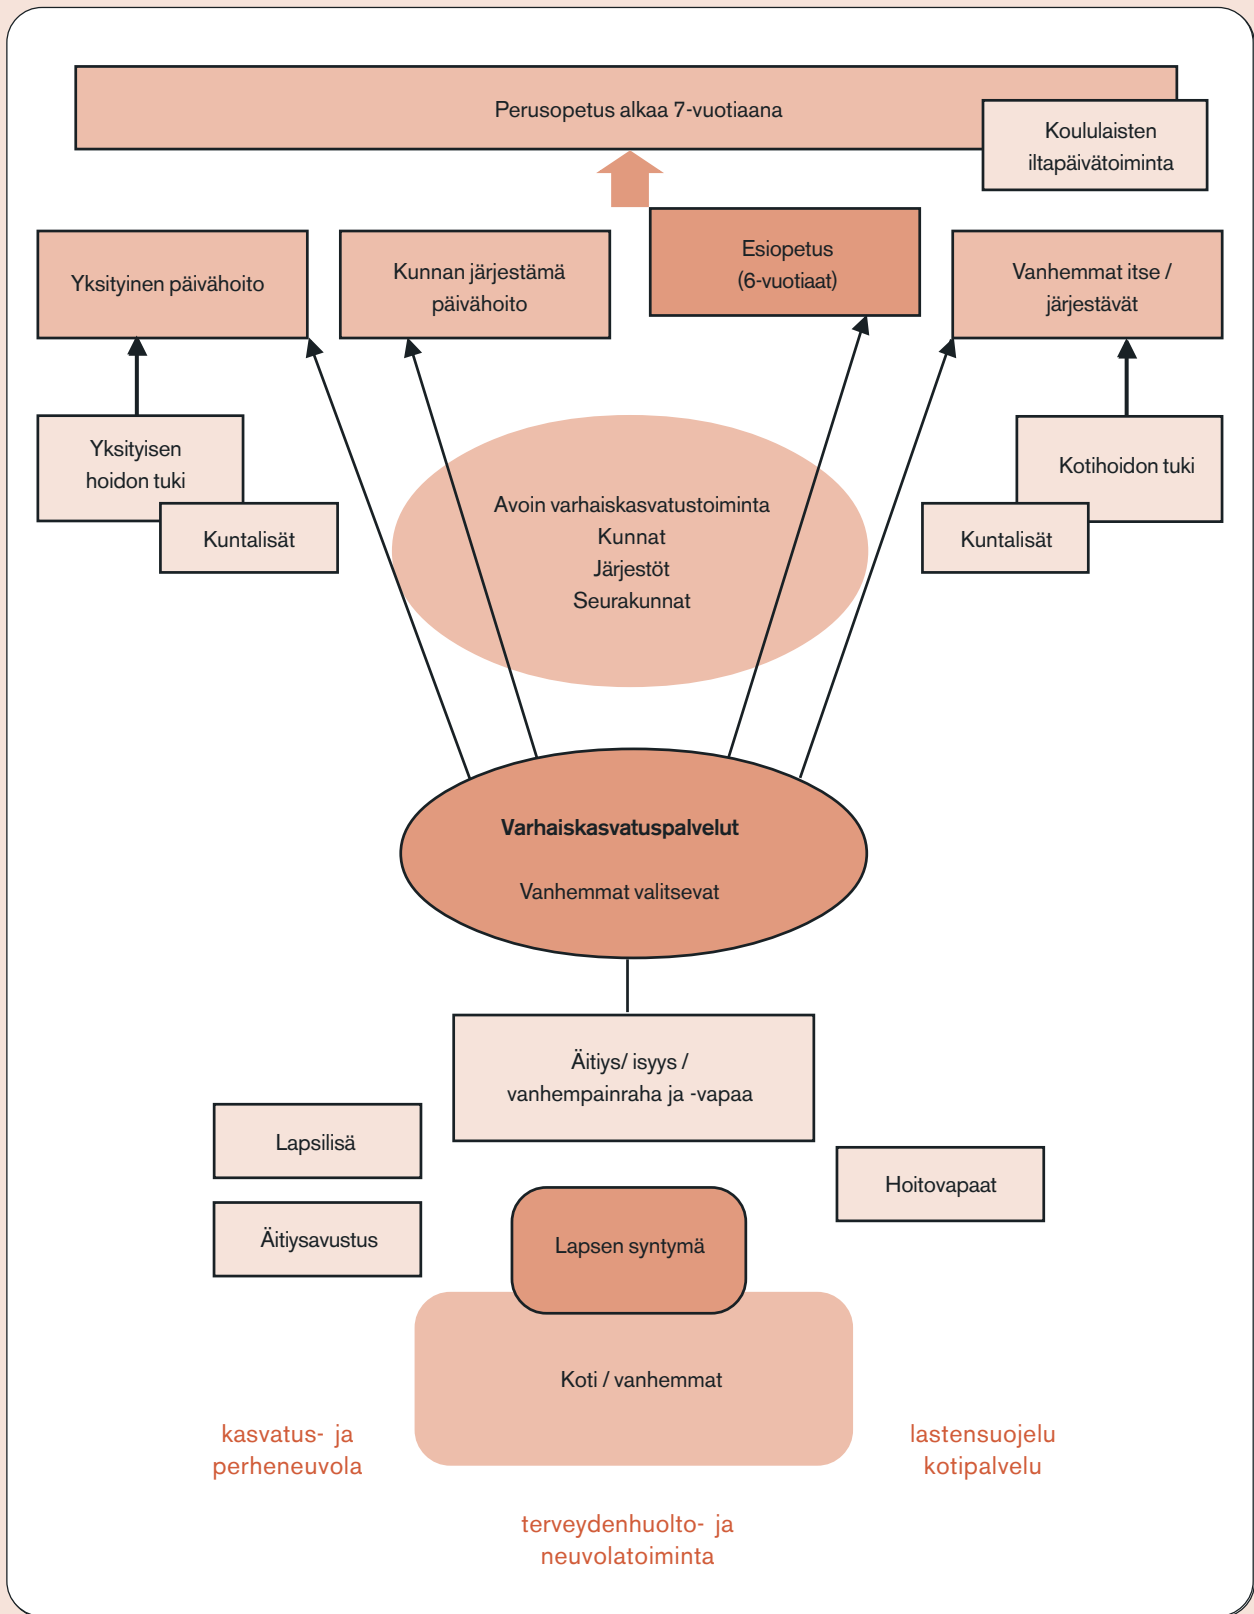 Perusopetus alkaa 7-vuotiaana
Koululaisten
iltapäivätoiminta
Yksityinen päivähoito
Kunnan järjestämä
päivähoito
Esiopetus
(6-vuotiaat)
Vanhemmat itse /
järjestävät
Yksityisen
hoidon tuki
Kuntalisät
Avoin varhaiskasvatustoiminta
Kunnat
Järjestöt
Seurakunnat
Kotihoidon tuki
Kuntalisät
Varhaiskasvatuspalvelut
Vanhemmat valitsevat
Äitiys/ isyys /
vanhempainraha ja -vapaa
Lapsilisä
Äitiysavustus
Hoitovapaat
Lapsen syntymä
Koti / vanhemmat
kasvatus- ja
perheneuvola
lastensuojelu
kotipalvelu
terveydenhuolto- ja
neuvolatoiminta